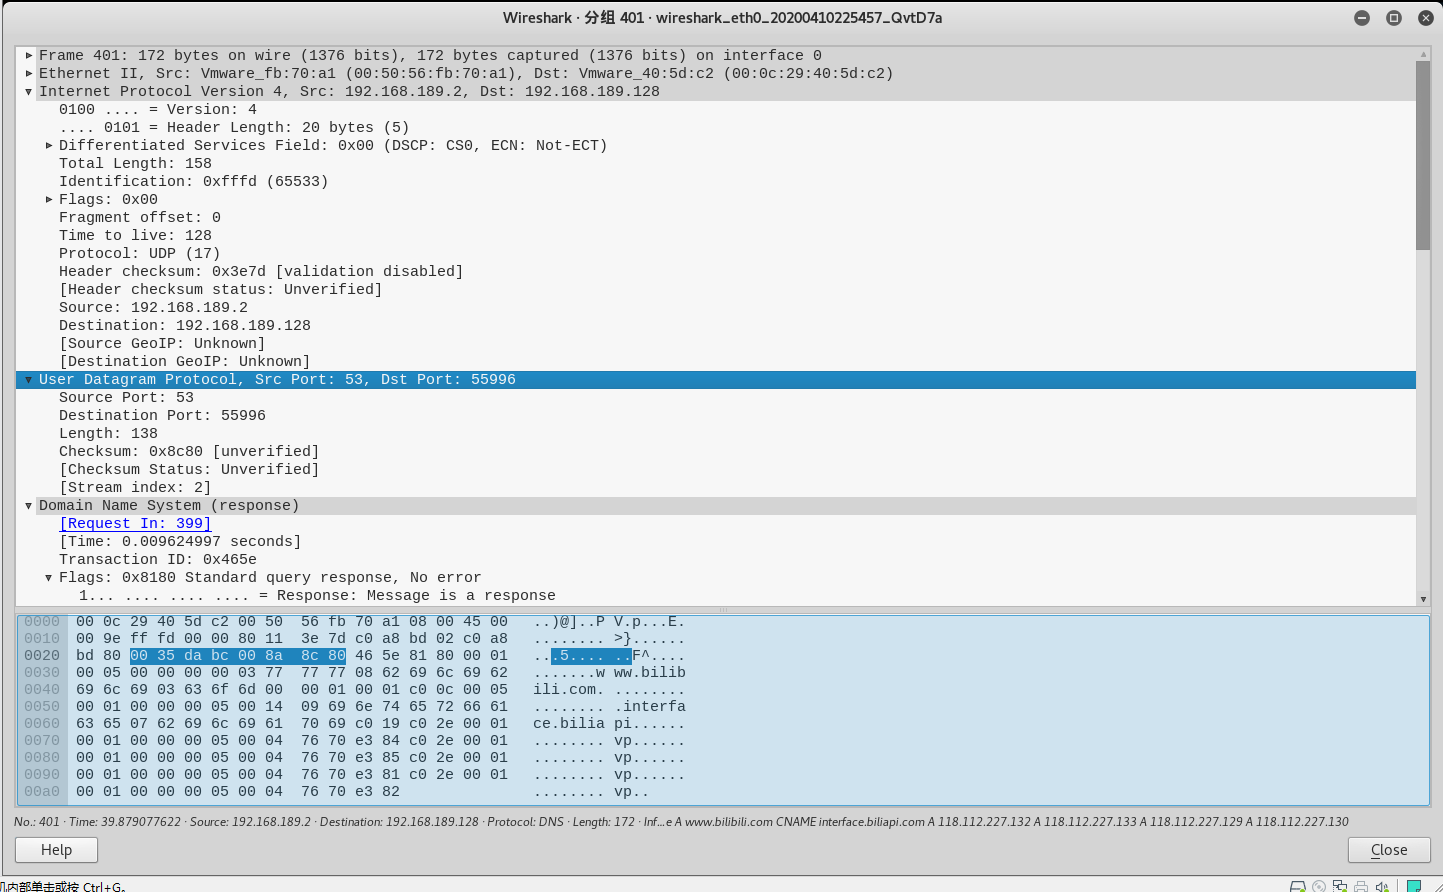 Wireshark · 分组 401 · wireshark_eth0_20200410225457_QvtD7a
Frame 401: 172 bytes on wire (1376 bits), 172 bytes captured (1376 bits) on interface 0
Ethernet II, Src: Vmware_fb:70:a1 (00:50:56:fb:70:a1), Dst: Vmware_40:5d:c2 (00:0c:29:40:5d:c2)
Internet Protocol Version 4, Src: 192.168.189.2, Dst: 192.168.189.128
0100 .... = Version: 4
.... 0101 = Header Length: 20 bytes (5)
Differentiated Services Field: 0x00 (DSCP: CS0, ECN: Not-ECT)
Total Length: 158
Identification: 0xfffd (65533)
Flags: 0x00
Fragment offset: 0
Time to live: 128
Protocol: UDP (17)
Header checksum: 0x3e7d [validation disabled]
[Header checksum status: Unverified]
Source: 192.168.189.2
Destination: 192.168.189.128
[Source GeoIP: Unknown]
[Destination GeoIP: Unknown]
User Datagram Protocol, Src Port: 53, Dst Port: 55996
Source Port: 53
Destination Port: 55996
Length: 138
Checksum: 0x8c80 [unverified]
[Checksum Status: Unverified]
[Stream index: 2]
Domain Name System (response)
[Request In: 399]
[Time: 0.009624997 seconds]
Transaction ID: 0x465e
Flags: 0x8180 Standard query response, No error
1... .... .... .... = Response: Message is a response
0000 00 0c 29 40 5d c2 00 50 56 fb 70 a1 08 00 45 00 ..)@]..P V.p...E.
0010 00 9e ff fd 00 00 80 11 3e 7d c0 a8 bd 02 c0 a8 ........ >}......
0020 bd 80 00 35 da bc 00 8a 8c 80 46 5e 81 80 00 01 ...5.... ..F^....
0030 00 05 00 00 00 00 03 77 77 77 08 62 69 6c 69 62 .......w ww.bilib
0040 69 6c 69 03 63 6f 6d 00 00 01 00 01 c0 0c 00 05 ili.com. ........
0050 00 01 00 00 00 05 00 14 09 69 6e 74 65 72 66 61 ........ .interfa
0060 63 65 07 62 69 6c 69 61 70 69 c0 19 c0 2e 00 01 ce.bilia pi......
0070 00 01 00 00 00 05 00 04 76 70 e3 84 c0 2e 00 01 ........ vp......
0080 00 01 00 00 00 05 00 04 76 70 e3 85 c0 2e 00 01 ........ vp......
0090 00 01 00 00 00 05 00 04 76 70 e3 81 c0 2e 00 01 ........ vp......
00a0 00 01 00 00 00 05 00 04 76 70 e3 82 ........ vp..
No.: 401 · Time: 39.879077622 · Source: 192.168.189.2 · Destination: 192.168.189.128 · Protocol: DNS · Length: 172 · Inf...e A www.bilibili.com CNAME interface.biliapi.com A 118.112.227.132 A 118.112.227.133 A 118.112.227.129 A 118.112.227.130
Help
Close
机内部单击或按 Ctrl+G。